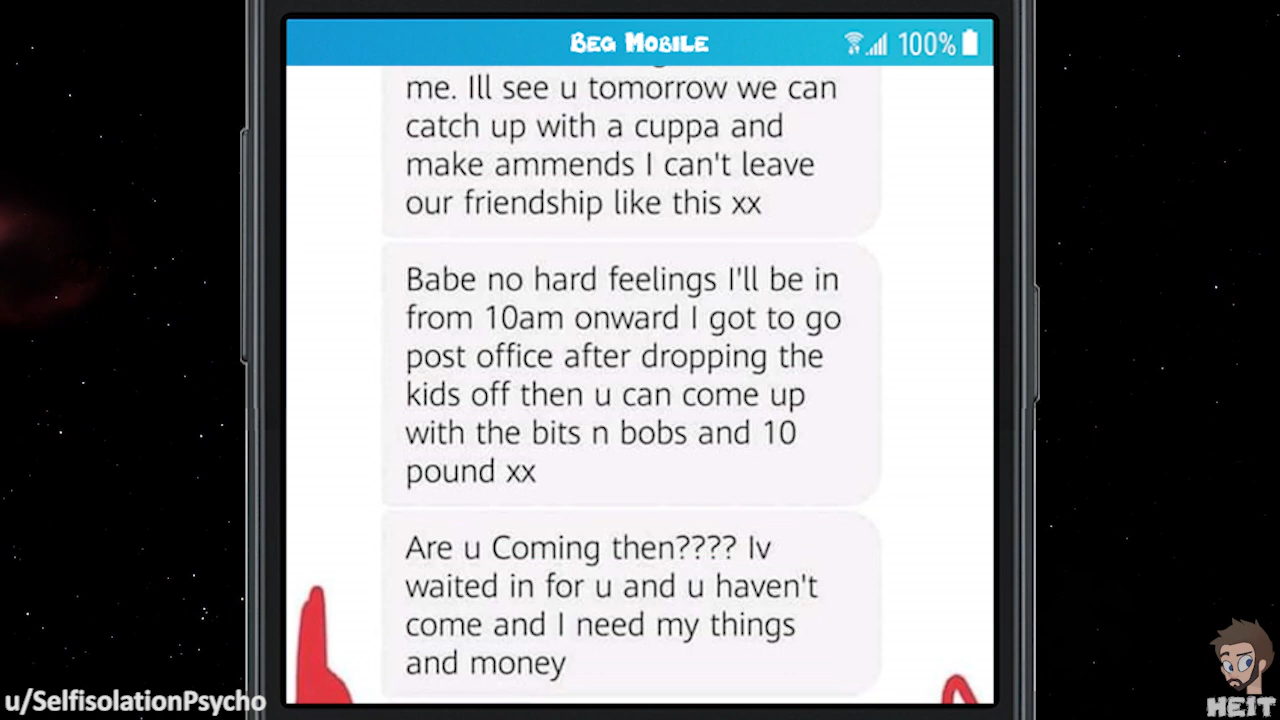 BEG MOBILE
100%
me. Ill see u tomorrow we can
catch up with a cuppa and
make ammends I can't leave
our friendship like this xx
Babe no hard feelings I'll be in
from 10am onward I got to go
post office after dropping the
kids off then u can come up
with the bits n bobs and 10
pound xx
Are u Coming then???? Iv
waited in for u and u haven't
come and I need my things
and money
u/SelfisolationPsycho
HEIT